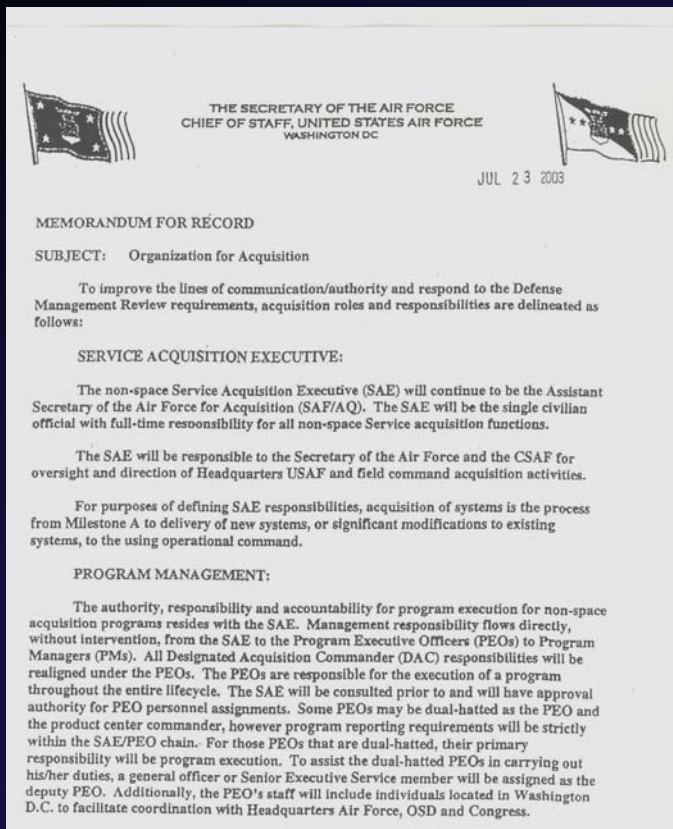 THE SECRETARY OF THE AIR FORCE
CHIEF OF STAFF, UNITED STATES AIR FORCE
WASHINGTON DC
JUL 23 2003
MEMORANDUM FOR RECORD
SUBJECT: Organization for Acquisition
To improve the lines of communication/authority and respond to the Defense
Management Review requirements, acquisition roles and responsibilities are delineated as
follows:
SERVICE ACQUISITION EXECUTIVE:
The non-space Service Acquisition Executive (SAE) will continue to be the Assistant
Secretary of the Air Force for Acquisition (SAF/AQ). The SAE will be the single civilian
official with full-time responsibility for all non-space Service acquisition functions.
The SAE will be responsible to the Secretary of the Air Force and the CSAF for
oversight and direction of Headquarters USAF and field command acquisition activities.
For purposes of defining SAE responsibilities, acquisition of systems is the process
from Milestone A to delivery of new systems, or significant modifications to existing
systems, to the using operational command.
PROGRAM MANAGEMENT:
The authority, responsibility and accountability for program execution for non-space
acquisition programs resides with the SAE. Management responsibility flows directly,
without intervention, from the SAE to the Program Executive Officers (PEOs) to Program
Managers (PMs). All Designated Acquisition Commander (DAC) responsibilities will be
realigned under the PEOs. The PEOs are responsible for the execution of a program
throughout the entire lifecycle. The SAE will be consulted prior to and will have approval
authority for PEO personnel assignments. Some PEOs may be dual-hatted as the PEO and
the product center commander, however program reporting requirements will be strictly
within the SAE/PEO chain. For those PEOs that are dual-hatted, their primary
responsibility will be program execution. To assist the dual-hatted PEOs in carrying out
his/her duties, a general officer or Senior Executive Service member will be assigned as the
deputy PEO. Additionally, the PEO's staff will include individuals located in Washington
D.C. to facilitate coordination with Headquarters Air Force, OSD and Congress.